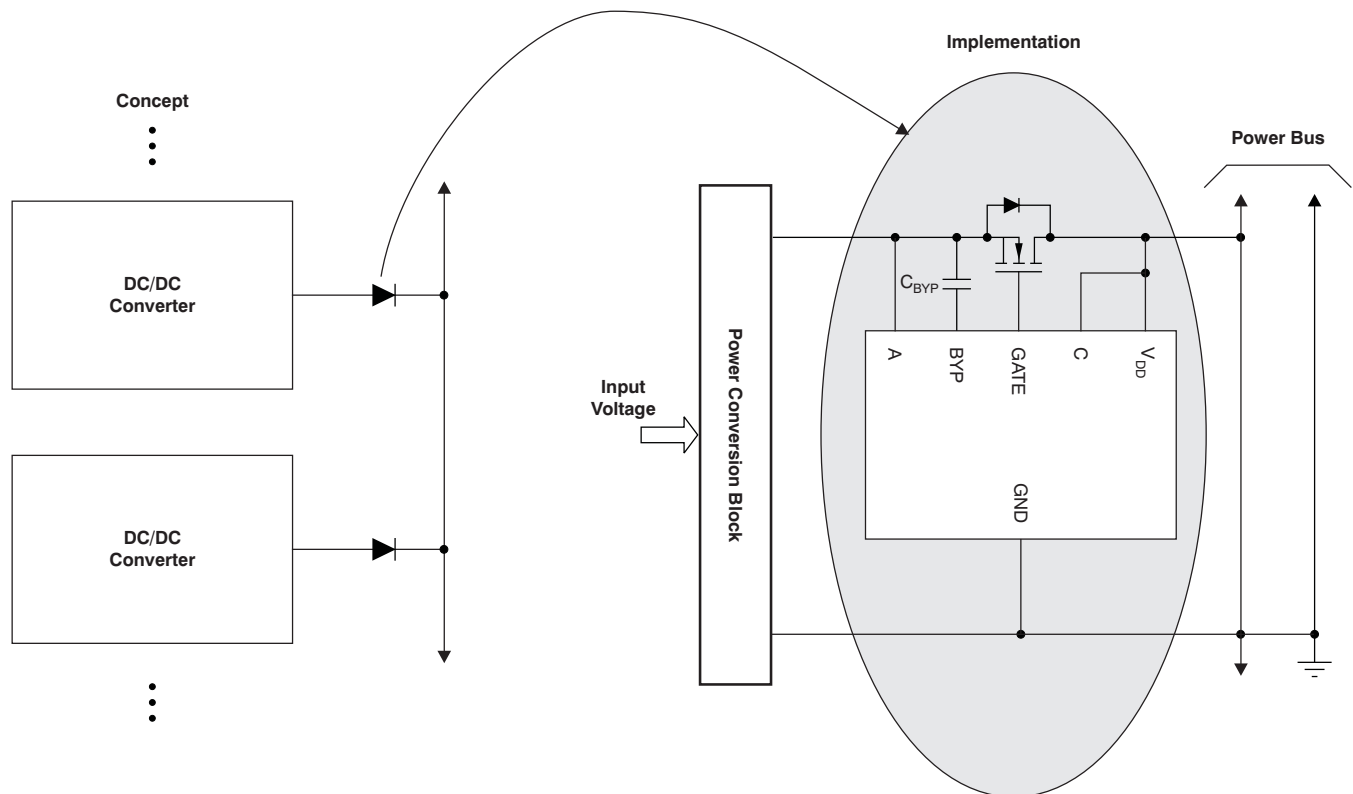 Concept
DC/DC
Converter
DC/DC
Converter
Input
Voltage
Power Conversion Block
Implementation
C_BYP
A
BYP
GATE
C
V_DD
GND
Power Bus